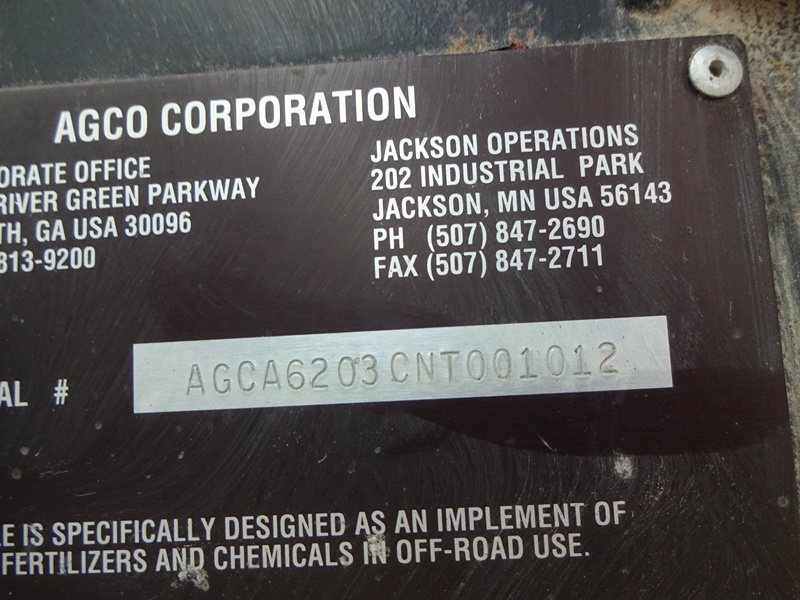 AGCO CORPORATION
ORATE OFFICE
RIVER GREEN PARKWAY
TH, GA USA 30096
813-9200
JACKSON OPERATIONS
202 INDUSTRIAL PARK
JACKSON, MN USA 56143
PH (507) 847-2690
FAX (507) 847-2711
AL # AGCA6203CNT001012
LE IS SPECIFICALLY DESIGNED AS AN IMPLEMENT OF
FERTILIZERS AND CHEMICALS IN OFF-ROAD USE.